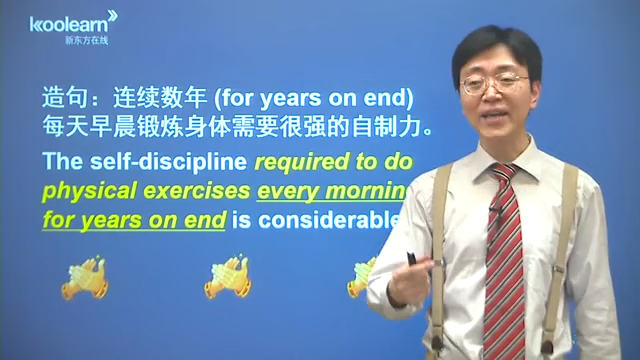 koolearn
新东方在线
造句：连续数年 (for years on end)
每天早晨锻炼身体需要很强的自制力。
The self-discipline required to do
physical exercises every mornin
for years on end is considerable